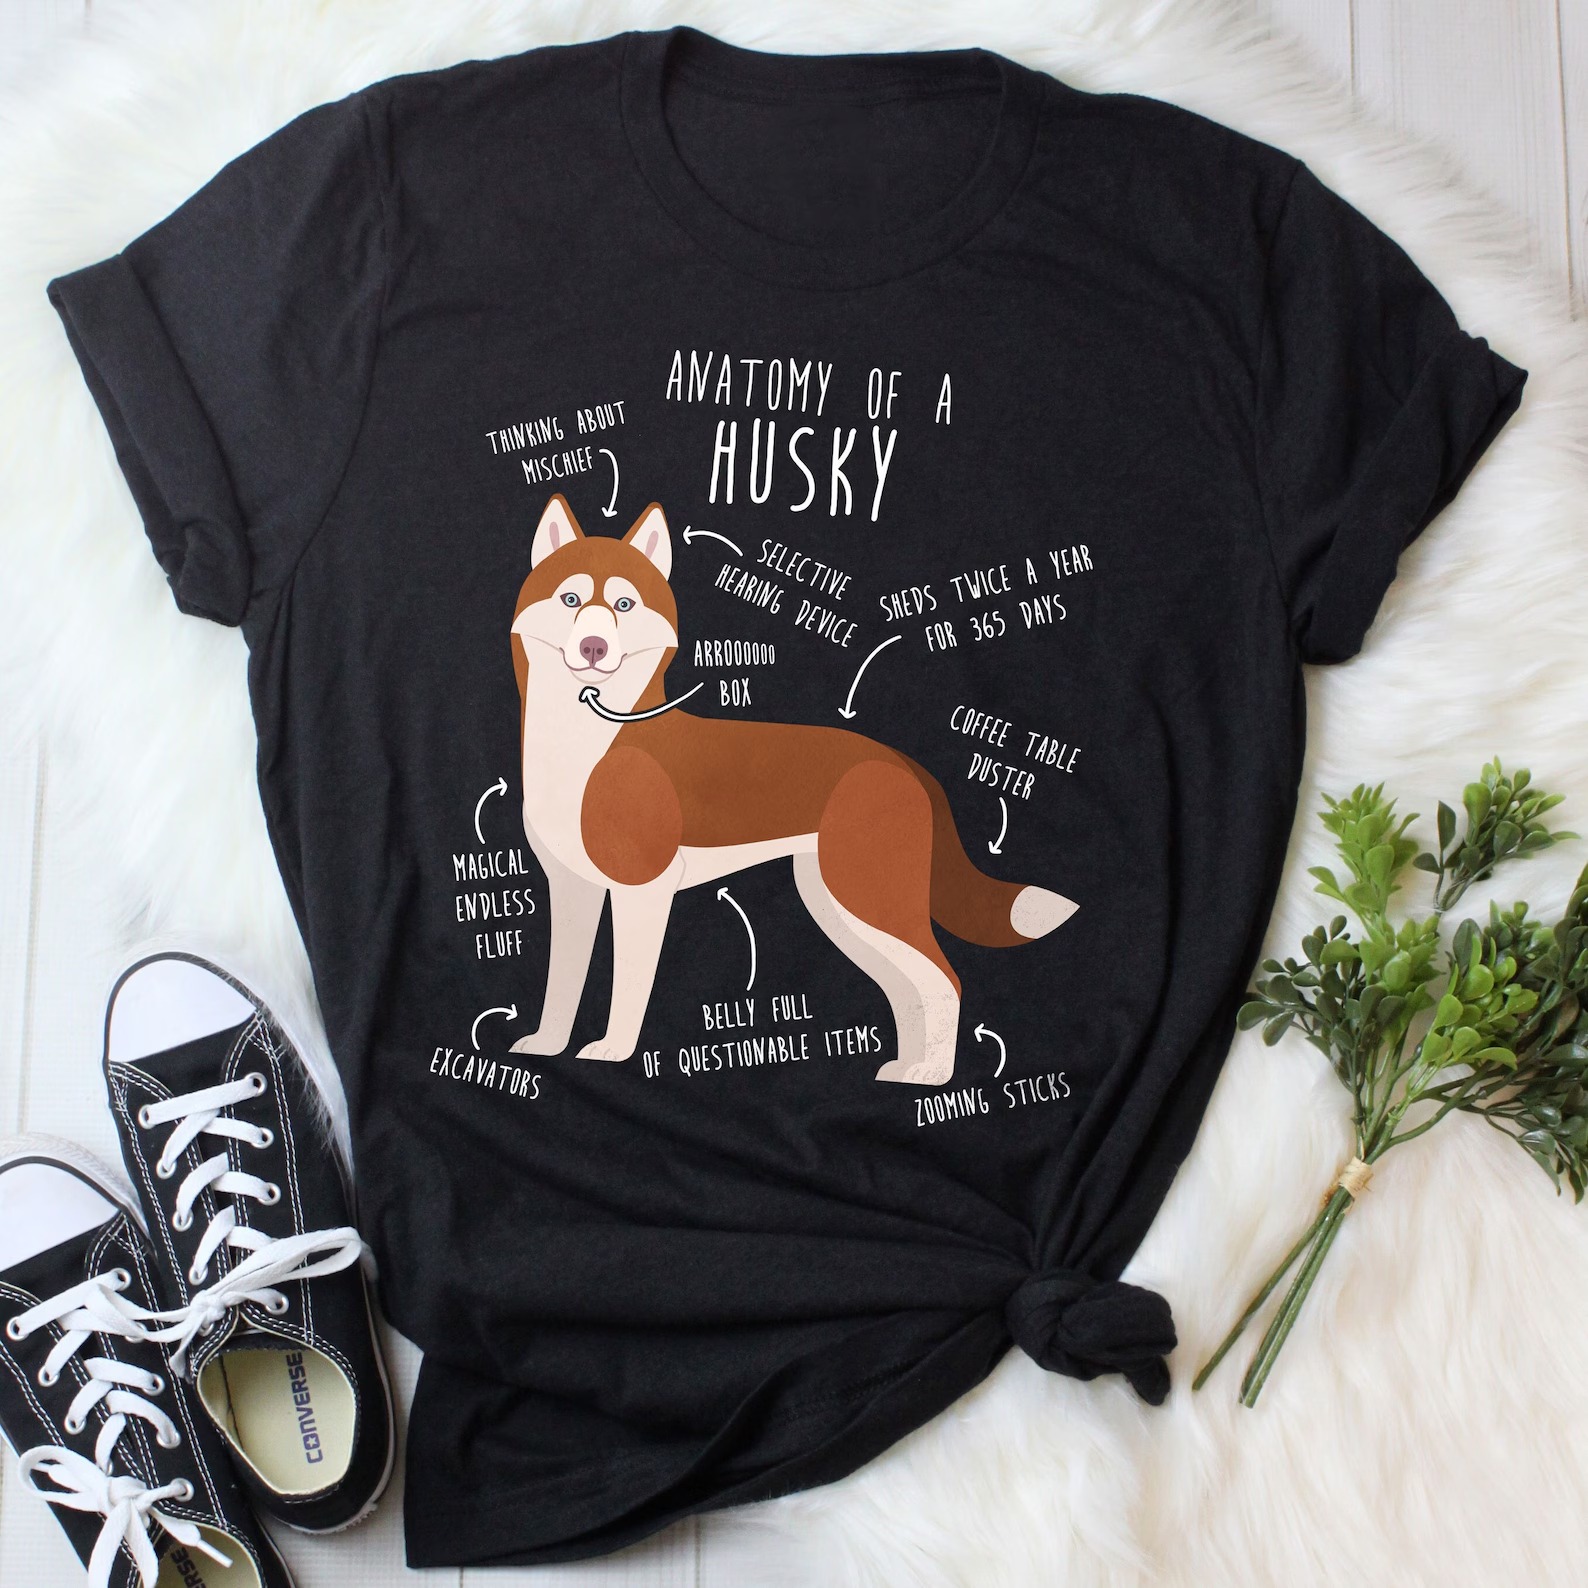 ANATOMY OF A
HUSKY
THINKING ABOUT
MISCHIEF
SELECTIVE
HEARING DEVICE
SHEDS TWICE A YEAR
FOR 365 DAYS
ARROOOOOO
BOX
COFFEE TABLE
DUSTER
MAGICAL
ENDLESS
FLUFF
BELLY FULL
OF QUESTIONABLE ITEMS
EXCAVATORS
ZOOMING STICKS
CONVERSE
ERSE